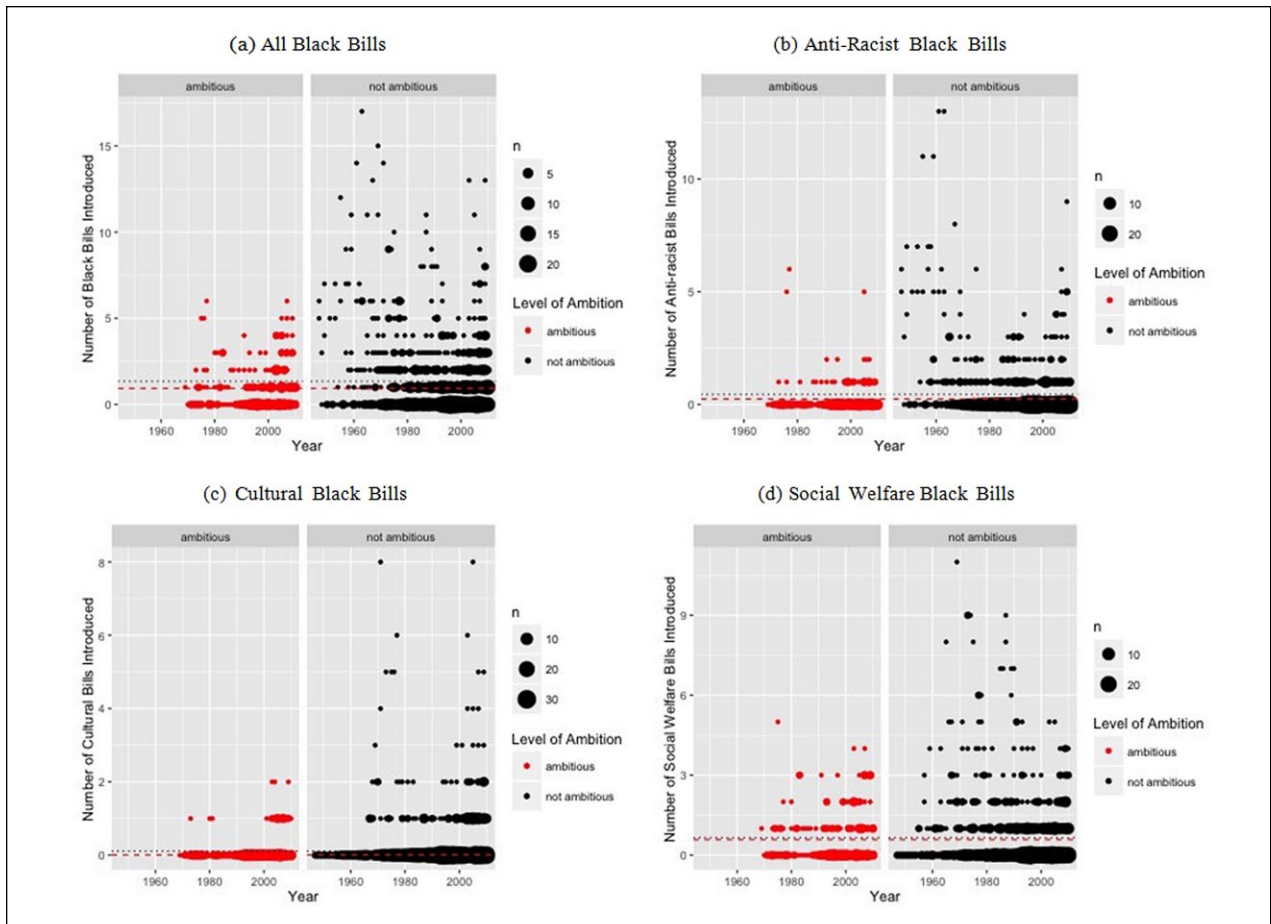 (a) All Black Bills
ambitious
not ambitious
Number of Black Bills Introduced
15
10
5
0
1960 1980 2000 1960 1980 2000
Year
n
5
10
15
20
Level of Ambition
ambitious
not ambitious
(b) Anti-Racist Black Bills
ambitious
not ambitious
Number of Anti-racist Bills Introduced
10
5
0
1960 1980 2000 1960 1980 2000
Year
n
10
20
Level of Ambition
ambitious
not ambitious
(c) Cultural Black Bills
ambitious
not ambitious
Number of Cultural Bills Introduced
8
6
4
2
0
1960 1980 2000 1960 1980 2000
Year
n
10
20
30
Level of Ambition
ambitious
not ambitious
(d) Social Welfare Black Bills
ambitious
not ambitious
Number of Social Welfare Bills Introduced
9
6
3
0
1960 1980 2000 1960 1980 2000
Year
n
10
20
Level of Ambition
ambitious
not ambitious